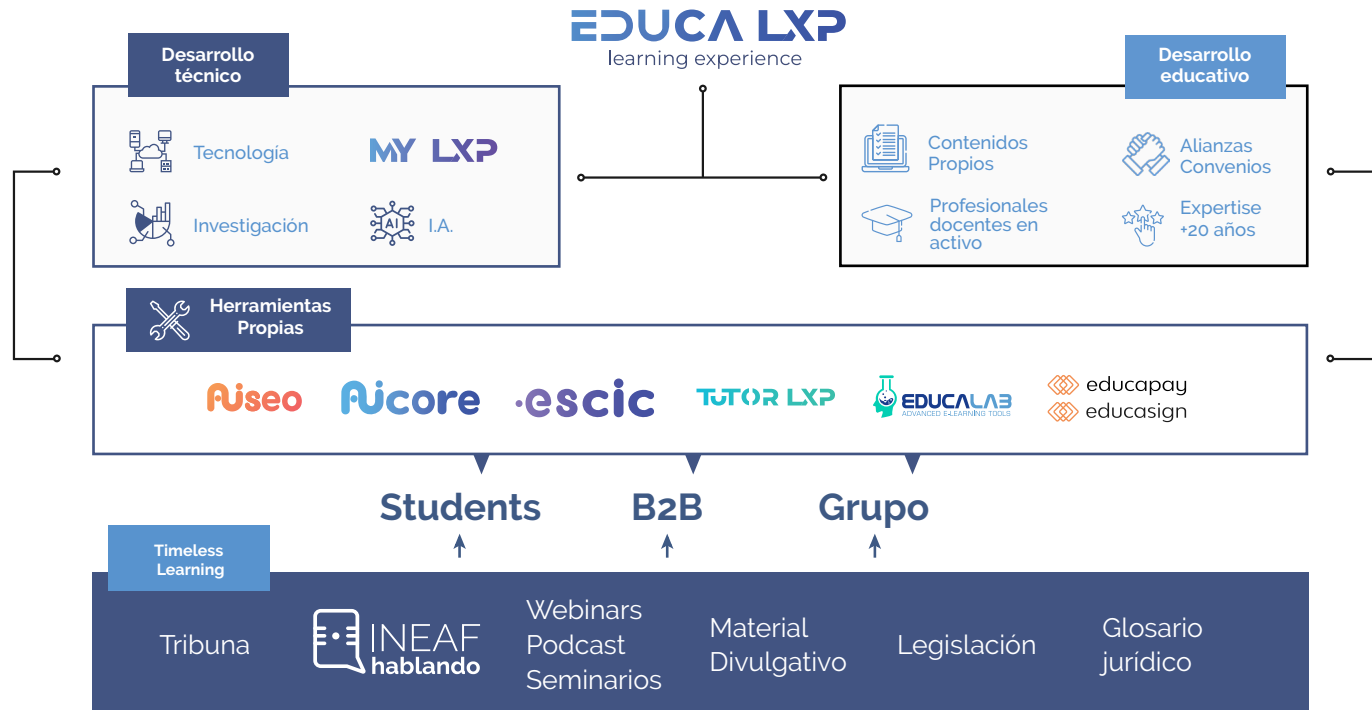 EDUCA LXP
learning experience
Desarrollo
técnico
Tecnología
MY LXP
Investigación
AI
I.A.
Desarrollo
educativo
Contenidos
Propios
Alianzas
Convenios
Profesionales
docentes en
activo
Expertise
+20 años
Herramientas
Propias
Aiseo
Aicore
escic
TUTOR LXP
EDUCALAB
ADVANCED E-LEARNING TOOLS
educapay
educasign
Students
B2B
Grupo
Timeless
Learning
Tribuna
INEAF
hablando
Webinars
Podcast
Seminarios
Material
Divulgativo
Legislación
Glosario
jurídico